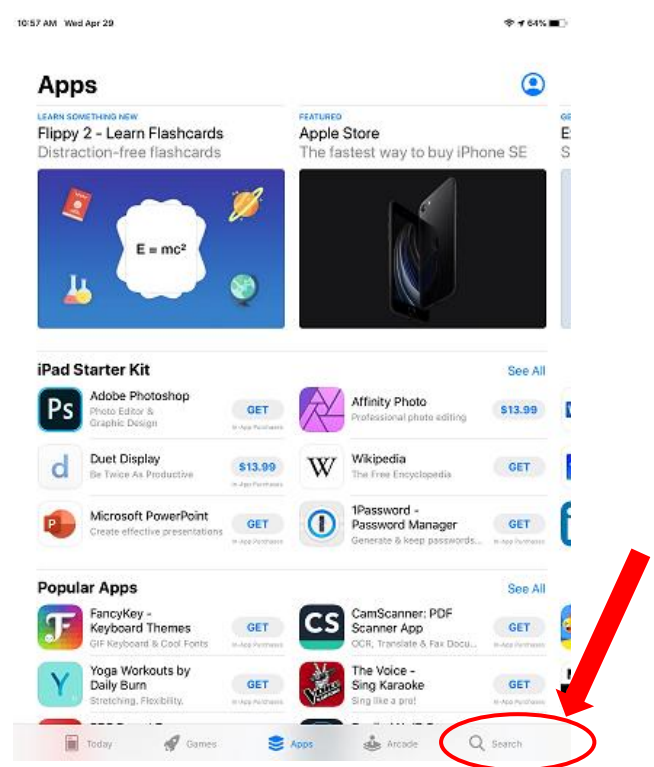 10:57 AM Wed Apr 29
64%
Apps
LEARN SOMETHING NEW
Flippy 2 - Learn Flashcards
Distraction-free flashcards
E = mc²
FEATURED
Apple Store
The fastest way to buy iPhone SE
iPad Starter Kit
See All
Ps
Adobe Photoshop
Photo Editor &
Graphic Design
GET
In-App Purchases
Affinity Photo
Professional photo editing
$13.99
d
Duet Display
Be Twice As Productive
$13.99
In-App Purchases
W
Wikipedia
The Free Encyclopedia
GET
P
Microsoft PowerPoint
Create effective presentations
GET
In-App Purchases
1Password -
Password Manager
Generate & keep passwords...
GET
In-App Purchases
Popular Apps
See All
F
FancyKey -
Keyboard Themes
GIF Keyboard & Cool Fonts
GET
In-App Purchases
CS
CamScanner: PDF
Scanner App
OCR, Translate & Fax Docu...
GET
In-App Purchases
Y
Yoga Workouts by
Daily Burn
Stretching. Flexibility.
GET
In-App Purchases
The Voice -
Sing Karaoke
Sing like a pro!
GET
In-App Purchases
Today
Games
Apps
Arcade
Search